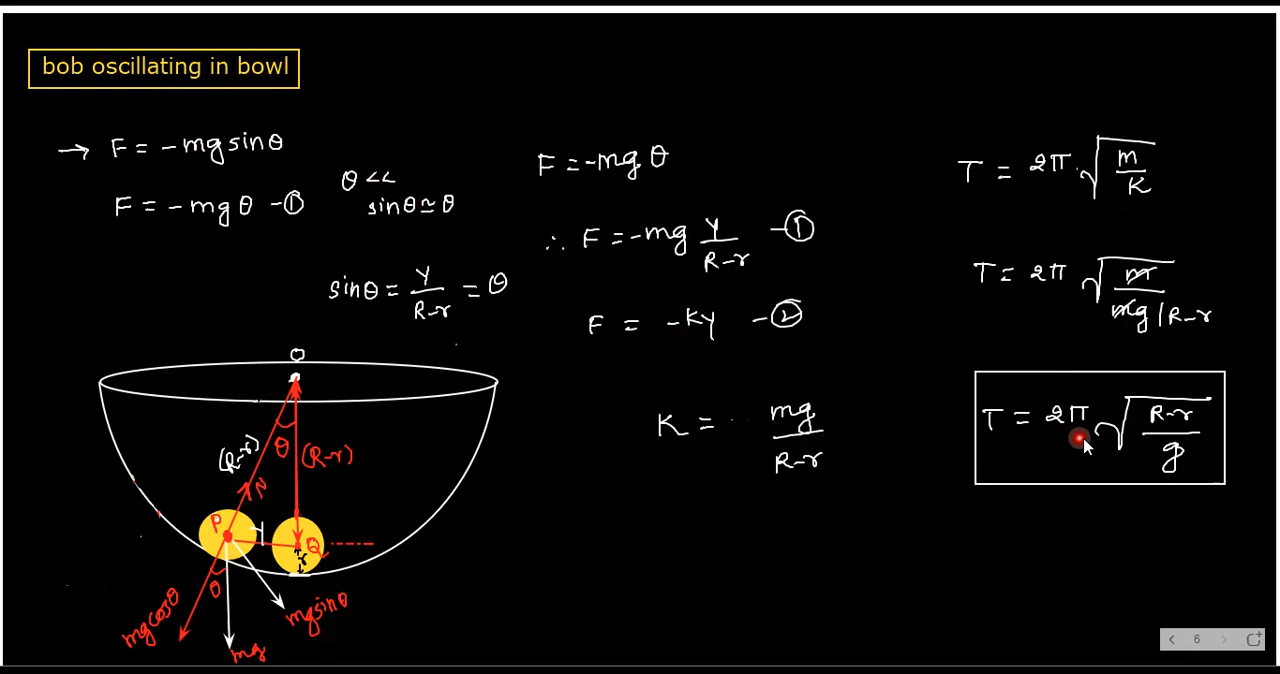 bob oscillating in bowl
→ F = -mg sinθ
F = -mg θ -①
θ <<
sinθ ≃ θ
sinθ = Y/R-r = θ
F = -mg θ
∴ F = -mg Y/R-r -①
F = -Ky -②
K = mg/R-r
T = 2π √m/K
T = 2π √m/mg/R-r
T = 2π √R-r/g
O
θ
(R-r)
(R-r)
N
P
Y
Q
r
θ
mg cosθ
mg sinθ
mg
6